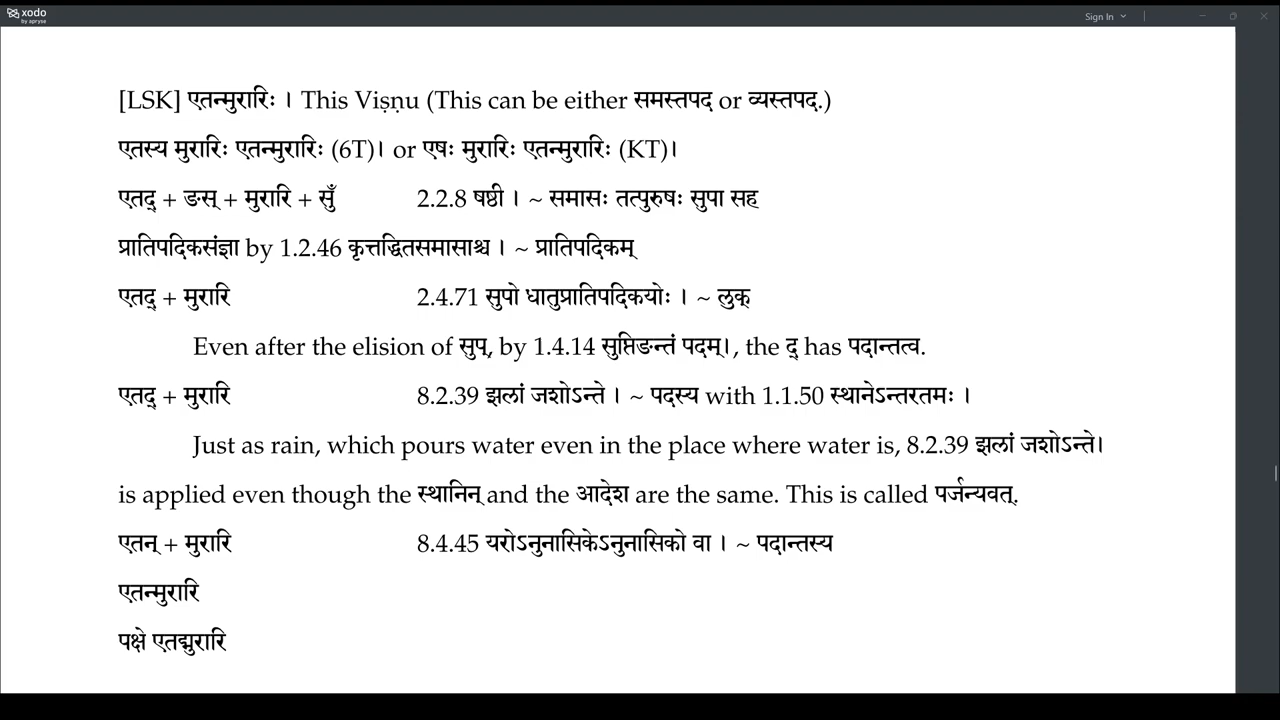 xodo
by apryse
Sign In
[LSK] एतन्मुरारिः । This Viṣṇu (This can be either समस्तपद or व्यस्तपद.)
एतस्य मुरारिः एतन्मुरारिः (6T)। or एषः मुरारिः एतन्मुरारिः (KT)।
एतद् + ङस् + मुरारि + सुँ 2.2.8 षष्ठी । ~ समासः तत्पुरुषः सुपा सह
प्रातिपदिकसंज्ञा by 1.2.46 कृत्तद्धितसमासाश्च । ~ प्रातिपदिकम्
एतद् + मुरारि 2.4.71 सुपो धातुप्रातिपदिकयोः । ~ लुक्
Even after the elision of सुप्, by 1.4.14 सुप्तिङन्तं पदम्।, the द् has पदान्तत्व.
एतद् + मुरारि 8.2.39 झलां जशोऽन्ते । ~ पदस्य with 1.1.50 स्थानेऽन्तरतमः ।
Just as rain, which pours water even in the place where water is, 8.2.39 झलां जशोऽन्ते।
is applied even though the स्थानिन् and the आदेश are the same. This is called पर्जन्यवत्.
एतन् + मुरारि 8.4.45 यरोऽनुनासिकेऽनुनासिको वा । ~ पदान्तस्य
एतन्मुरारि
पक्षे एतद्मुरारि